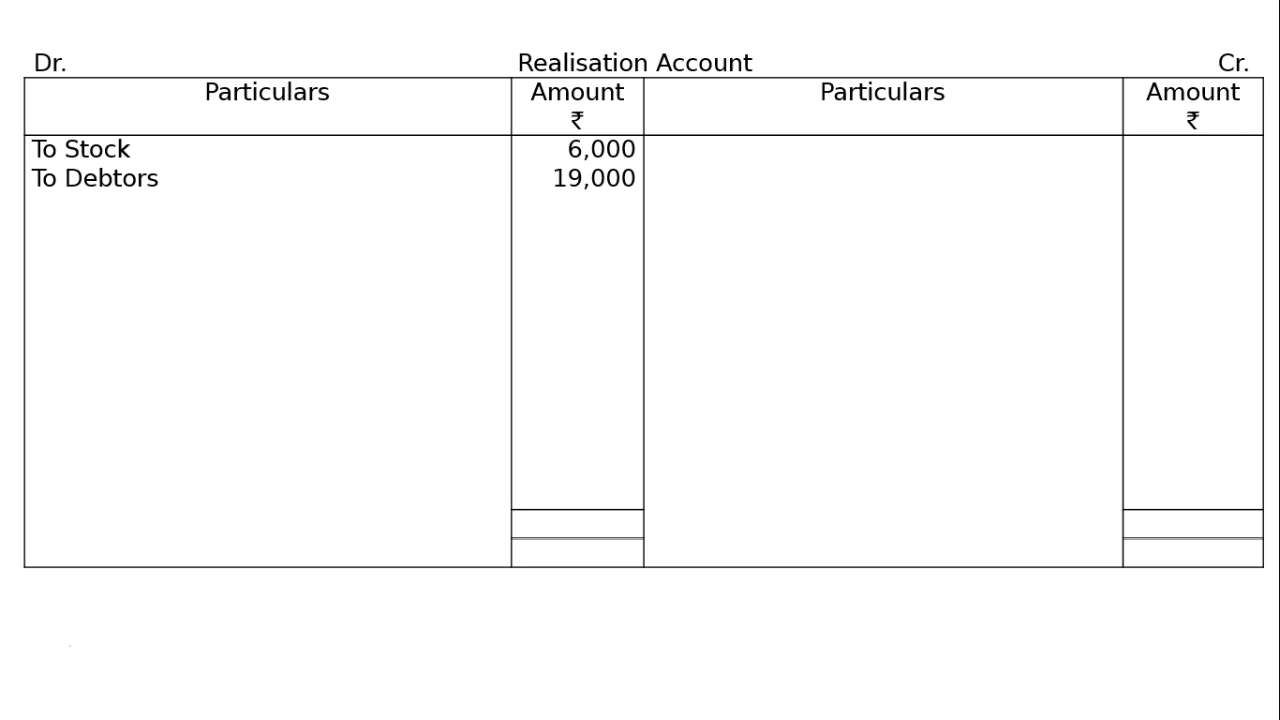 Dr. Realisation Account Cr.
Particulars Amount ₹ Particulars Amount ₹
To Stock 6,000
To Debtors 19,000